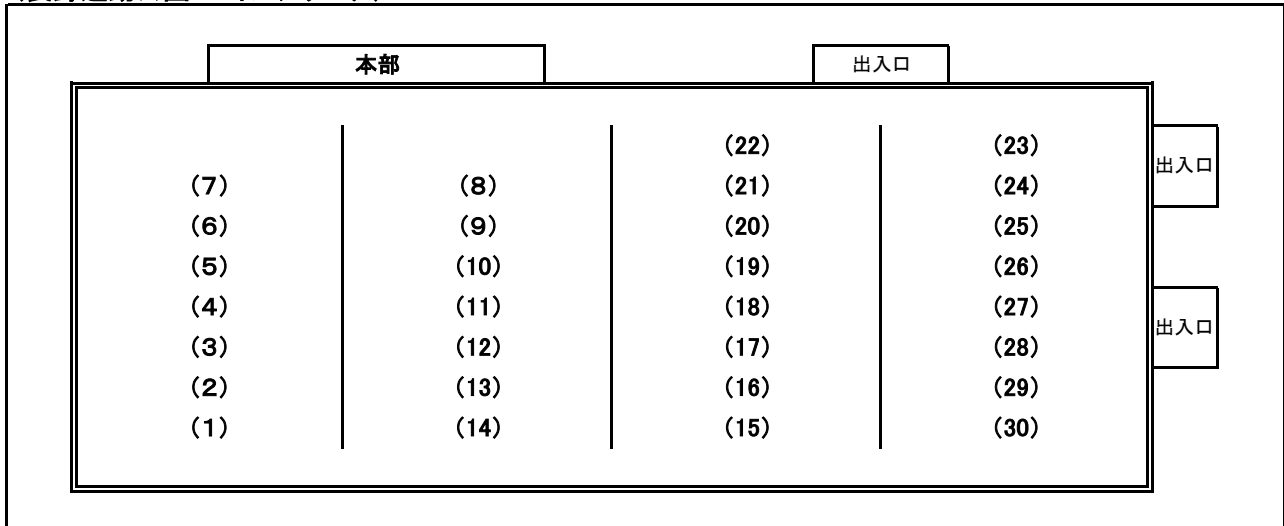 本部 出入口
(22) (23)
出入口
(7) (8) (21) (24)
(6) (9) (20) (25)
(5) (10) (19) (26)
(4) (11) (18) (27)
出入口
(3) (12) (17) (28)
(2) (13) (16) (29)
(1) (14) (15) (30)